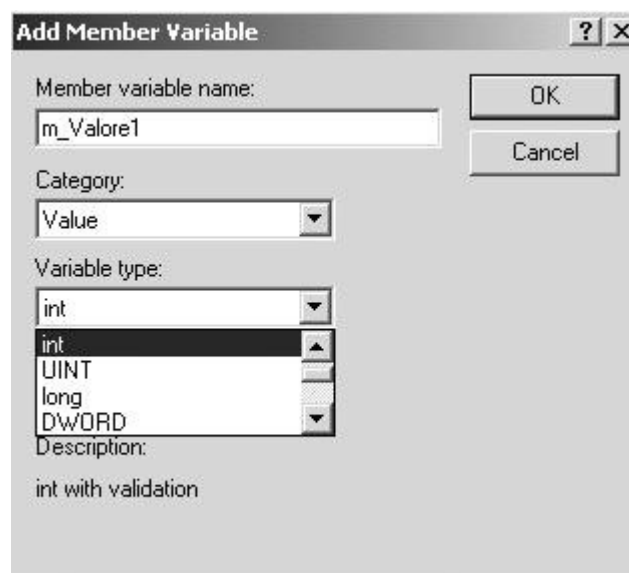 Add Member Variable
Member variable name:
m_Valore1
OK
Cancel
Category:
Value
Variable type:
int
int
UINT
long
DWORD
Description:
int with validation